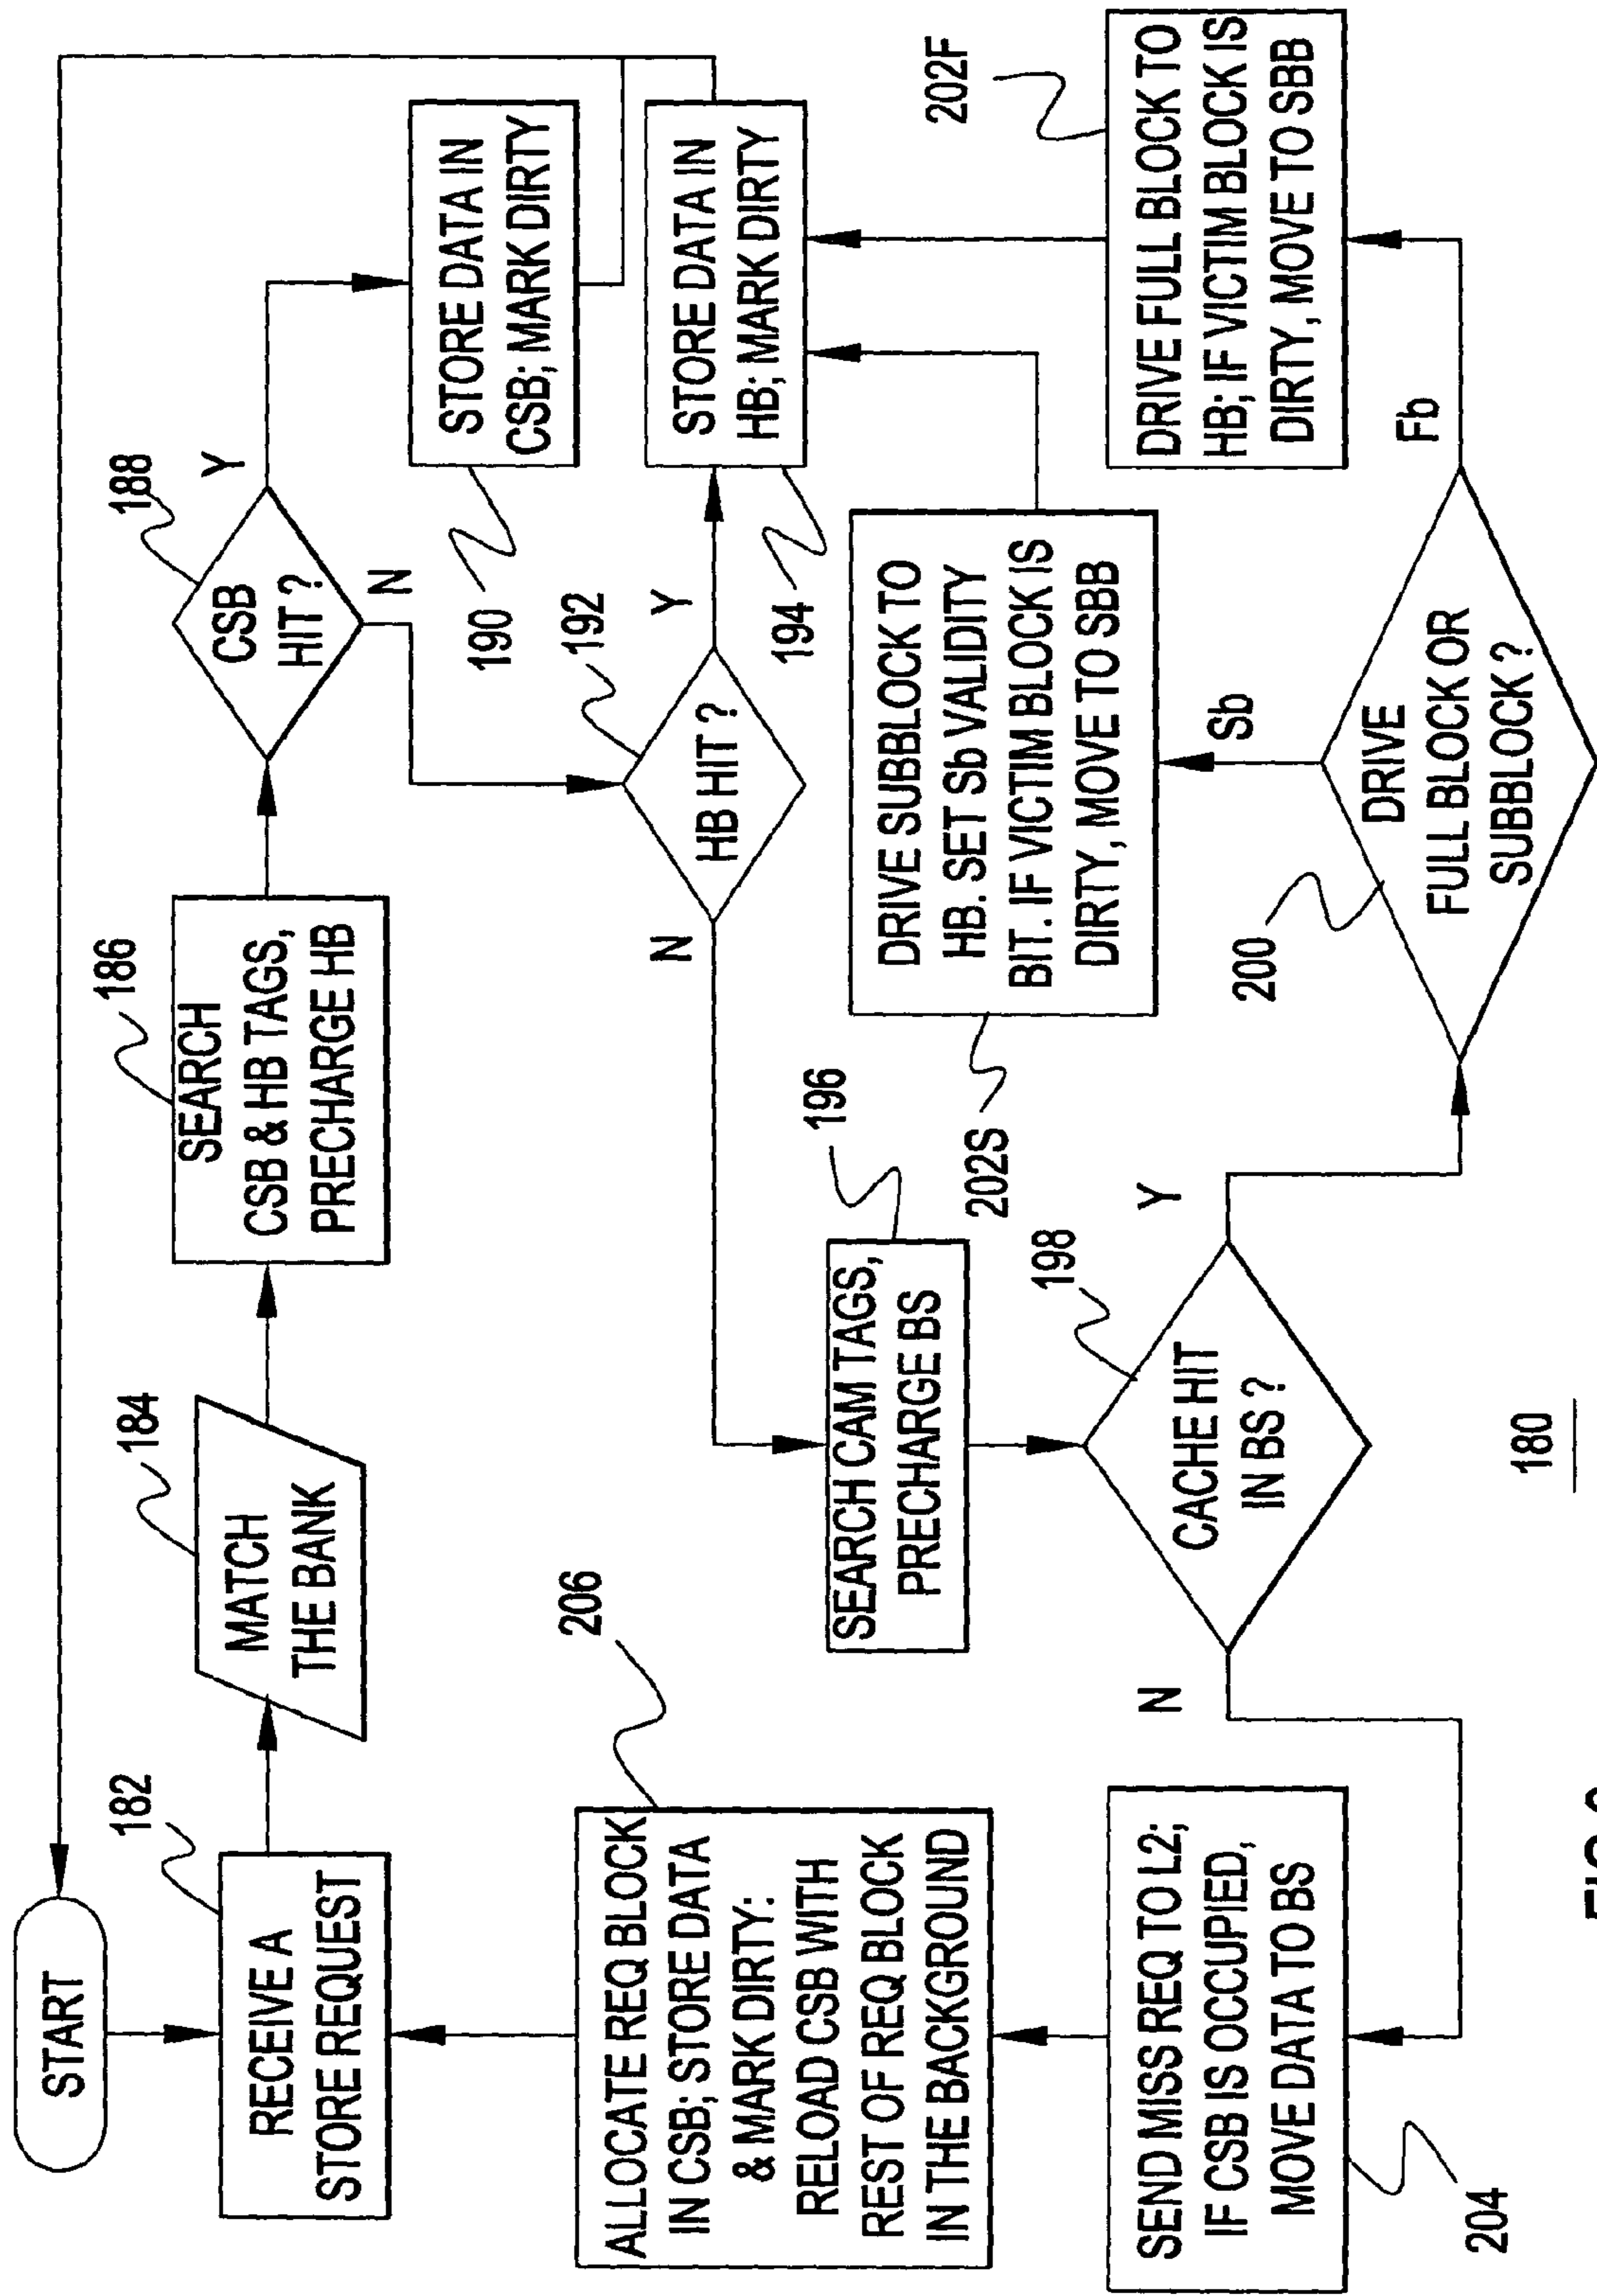 START
182
RECEIVE A
STORE REQUEST
184
MATCH
THE BANK
186
SEARCH
CSB & HB TAGS,
PRECHARGE HB
188
CSB
HIT ?
Y
N
190
STORE DATA IN
CSB; MARK DIRTY
192
HB HIT ?
Y
N
194
STORE DATA IN
HB; MARK DIRTY
196
SEARCH CAM TAGS,
PRECHARGE BS
198
CACHE HIT
IN BS ?
Y
N
200
DRIVE
FULL BLOCK OR
SUBBLOCK ?
Sb
Fb
202S
DRIVE SUBBLOCK TO
HB. SET Sb VALIDITY
BIT. IF VICTIM BLOCK IS
DIRTY, MOVE TO SBB
202F
DRIVE FULL BLOCK TO
HB; IF VICTIM BLOCK IS
DIRTY, MOVE TO SBB
204
SEND MISS REQ TO L2;
IF CSB IS OCCUPIED,
MOVE DATA TO BS
206
ALLOCATE REQ BLOCK
IN CSB; STORE DATA
& MARK DIRTY:
RELOAD CSB WITH
REST OF REQ BLOCK
IN THE BACKGROUND
180